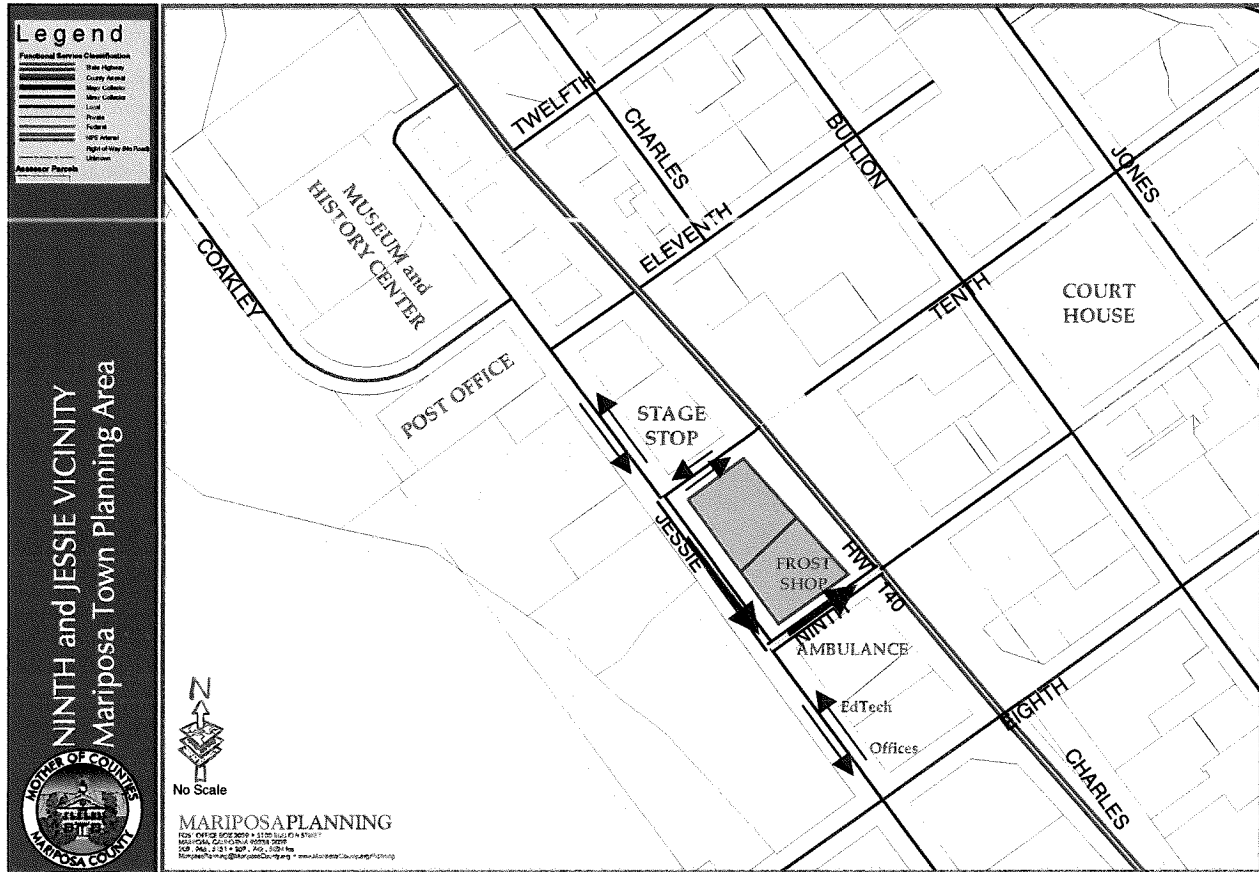 Legend
Functional Service Classification
State Highway
County Arterial
Major Collector
Minor Collector
Local
Private
Federal
NPS Arterial
Right of Way (No Road)
Unknown
Assessor Parcels
NINTH and JESSIE VICINITY
Mariposa Town Planning Area
MOTHER OF COUNTIES
MARIPOSA COUNTY
TWELFTH
CHARLES
BULLION
JONES
MUSEUM and
HISTORY CENTER
ELEVENTH
COAKLEY
TENTH
COURT
HOUSE
POST OFFICE
STAGE
STOP
JESSIE
FROST
SHOP
HWY 140
NINTH
AMBULANCE
EdTech
Offices
EIGHTH
CHARLES
N
No Scale
MARIPOSAPLANNING